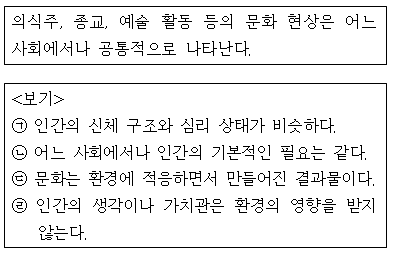 의식주, 종교, 예술 활동 등의 문화 현상은 어느
사회에서나 공통적으로 나타난다.
<보기>
㉠ 인간의 신체 구조와 심리 상태가 비슷하다.
㉡ 어느 사회에서나 인간의 기본적인 필요는 같다.
㉢ 문화는 환경에 적응하면서 만들어진 결과물이다.
㉣ 인간의 생각이나 가치관은 환경의 영향을 받지
않는다.